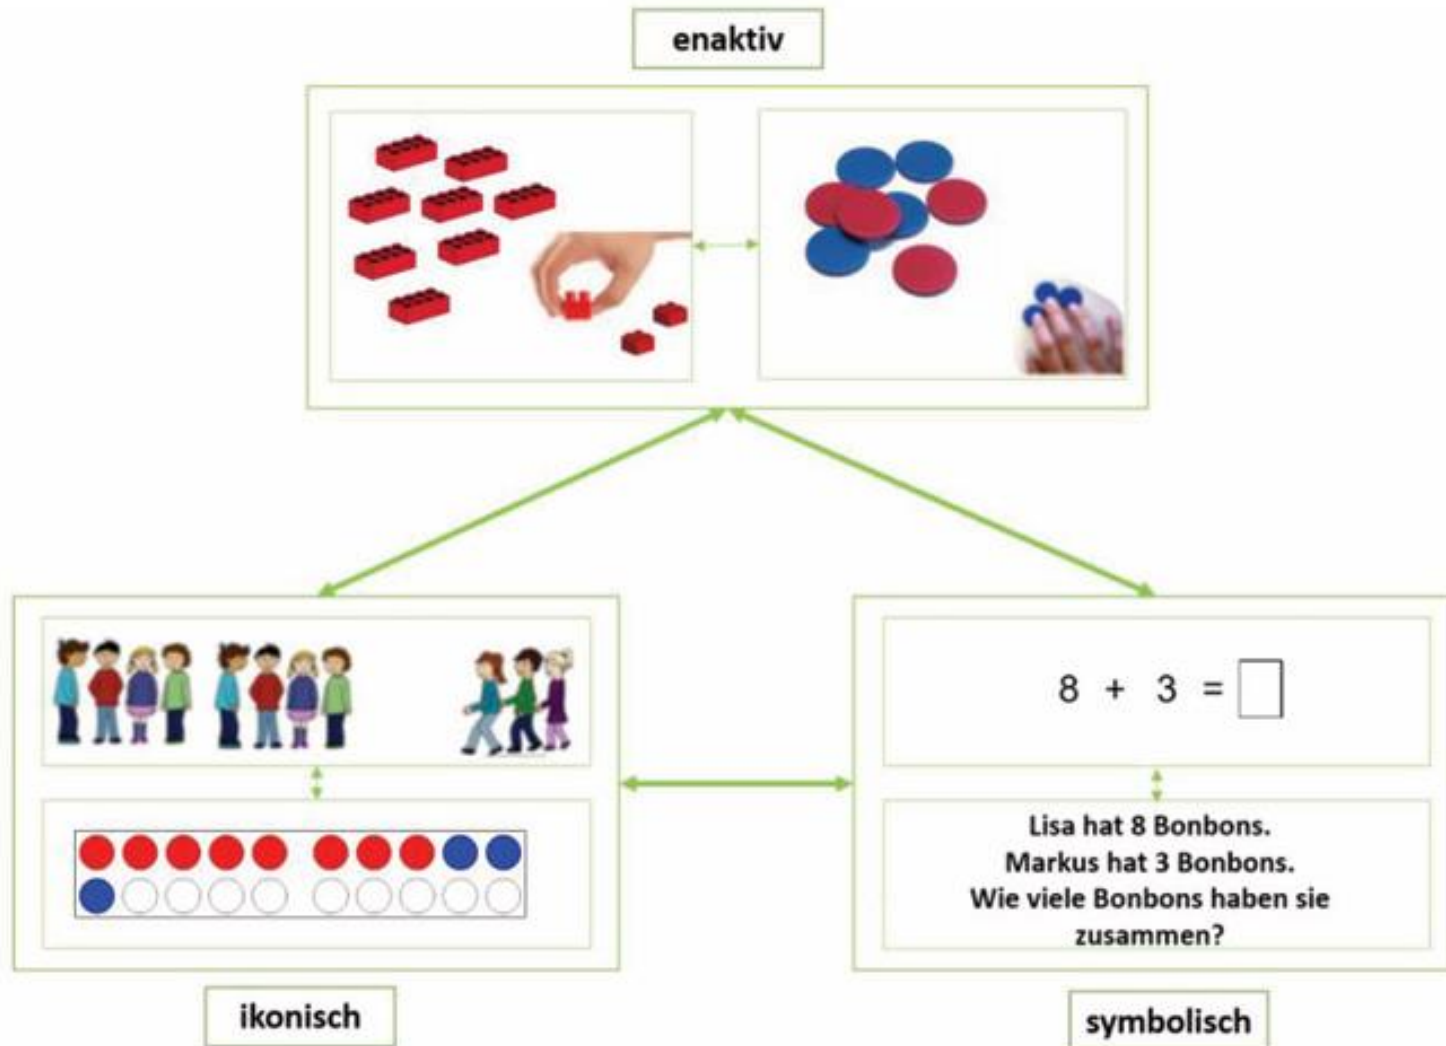 enaktiv
8 + 3 =
Lisa hat 8 Bonbons.
Markus hat 3 Bonbons.
Wie viele Bonbons haben sie
zusammen?
ikonisch
symbolisch